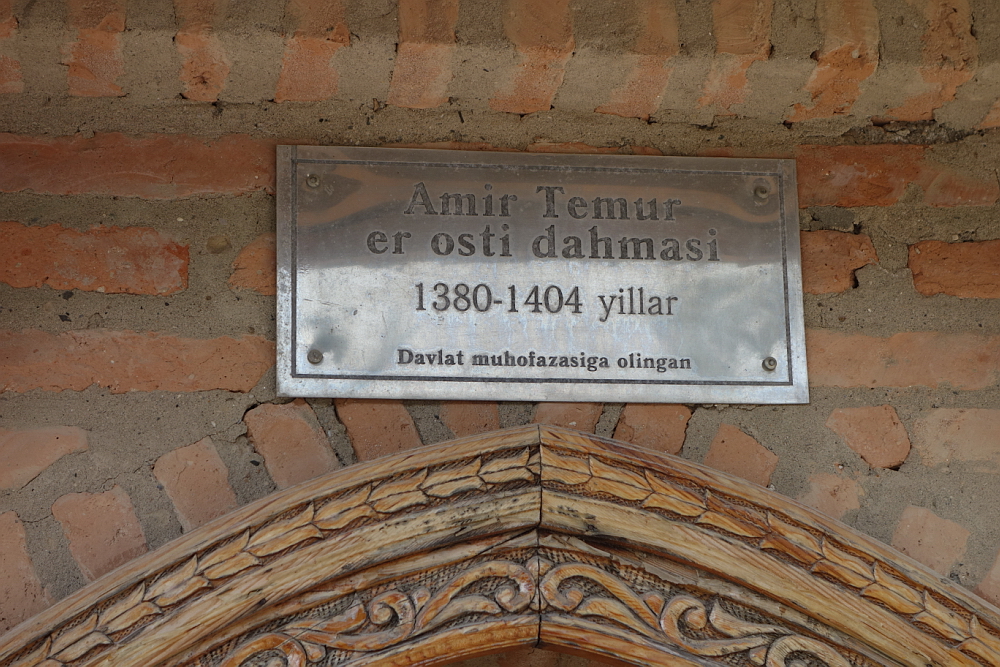 Amir Temur
er osti dahmasi
1380-1404 yillar
Davlat muhofazasiga olingan